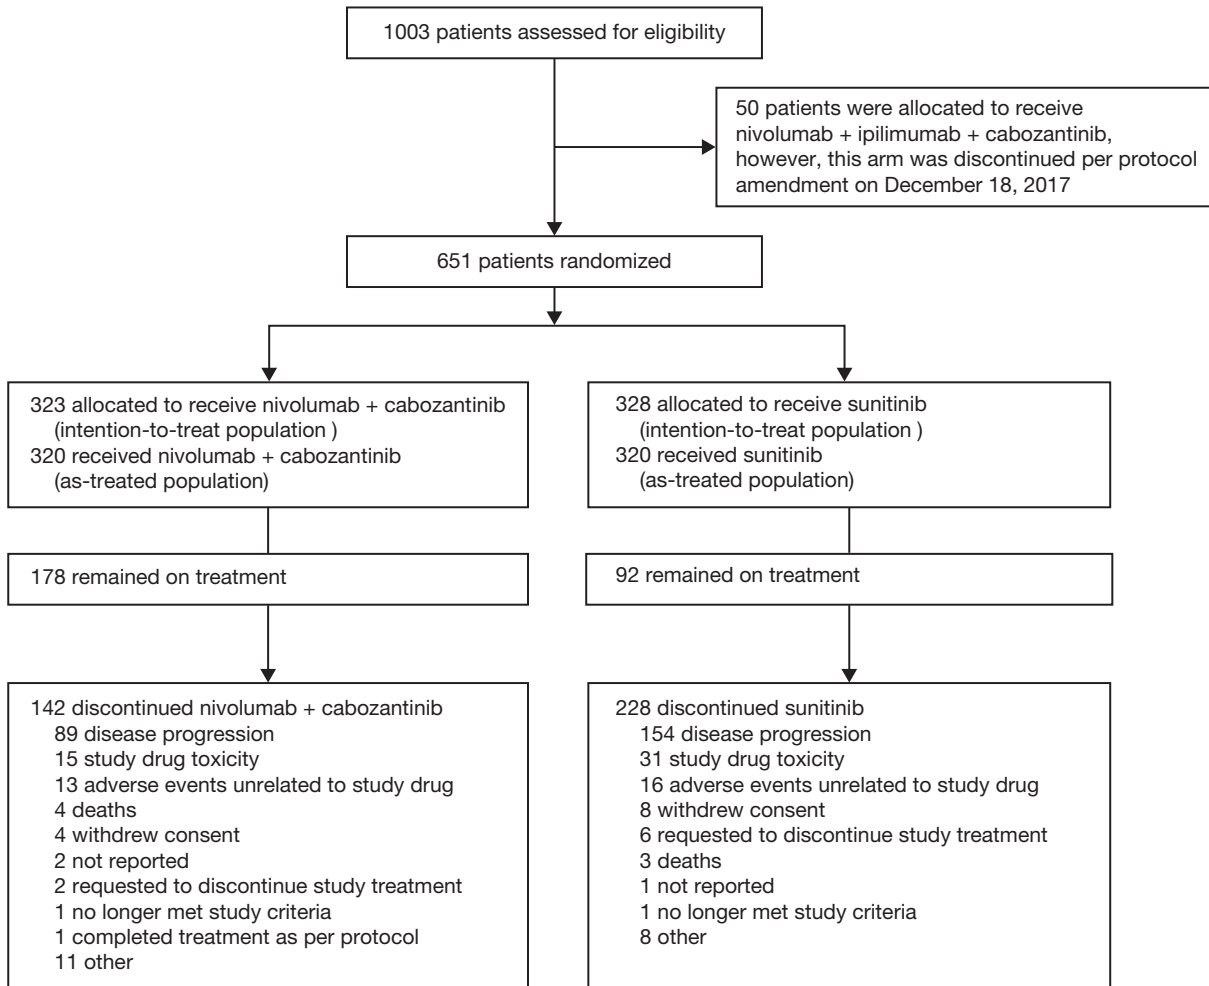 1003 patients assessed for eligibility
50 patients were allocated to receive
nivolumab + ipilimumab + cabozantinib,
however, this arm was discontinued per protocol
amendment on December 18, 2017
651 patients randomized
323 allocated to receive nivolumab + cabozantinib
(intention-to-treat population )
320 received nivolumab + cabozantinib
(as-treated population)
328 allocated to receive sunitinib
(intention-to-treat population )
320 received sunitinib
(as-treated population)
178 remained on treatment
92 remained on treatment
142 discontinued nivolumab + cabozantinib
89 disease progression
15 study drug toxicity
13 adverse events unrelated to study drug
4 deaths
4 withdrew consent
2 not reported
2 requested to discontinue study treatment
1 no longer met study criteria
1 completed treatment as per protocol
11 other
228 discontinued sunitinib
154 disease progression
31 study drug toxicity
16 adverse events unrelated to study drug
8 withdrew consent
6 requested to discontinue study treatment
3 deaths
1 not reported
1 no longer met study criteria
8 other